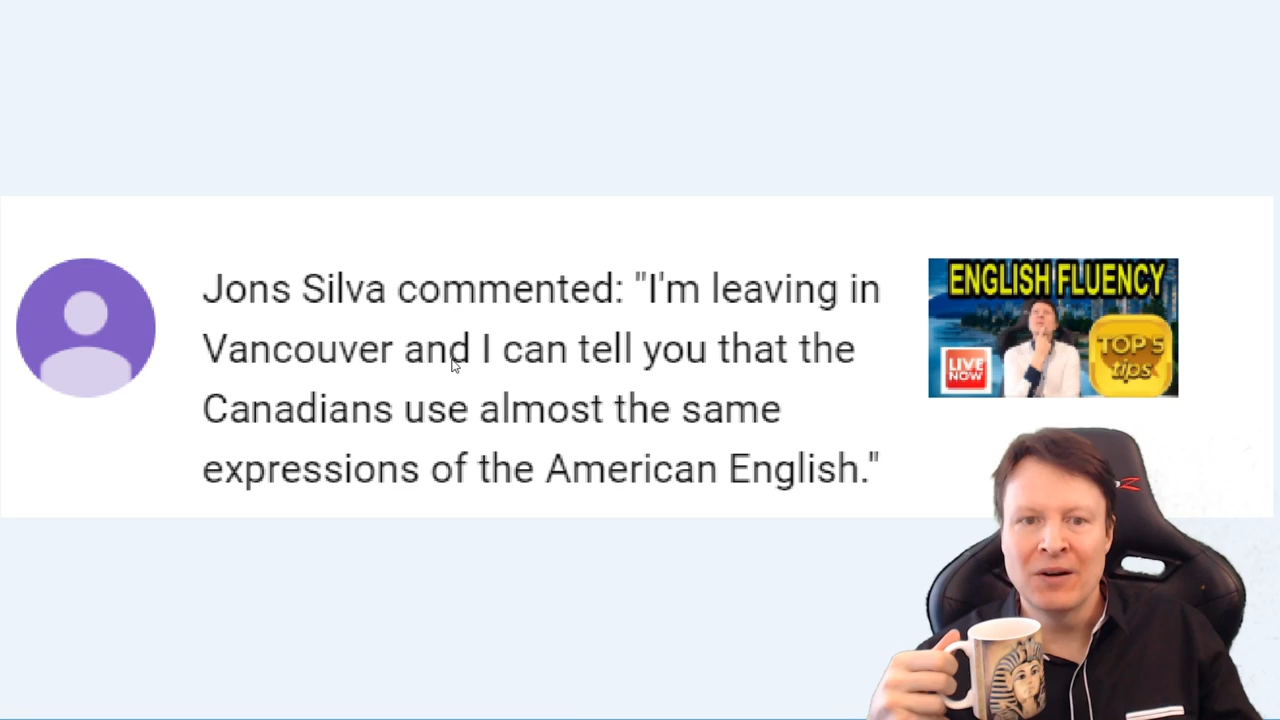 Jons Silva commented: "I'm leaving in
Vancouver and I can tell you that the
Canadians use almost the same
expressions of the American English."
ENGLISH FLUENCY
LIVE
NOW
TOP 5
tips